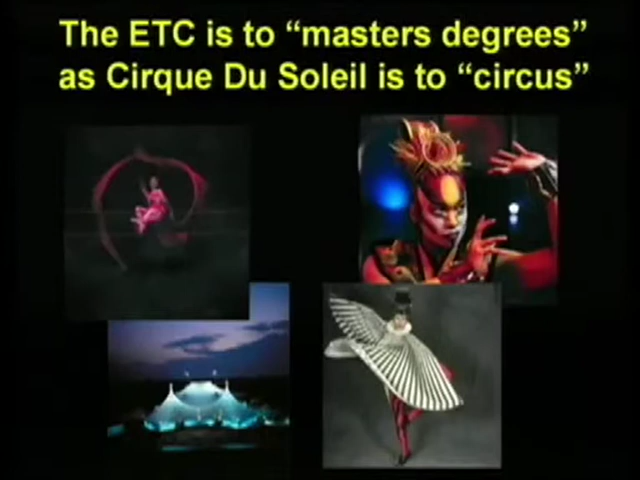 The ETC is to “masters degrees”
as Cirque Du Soleil is to “circus”